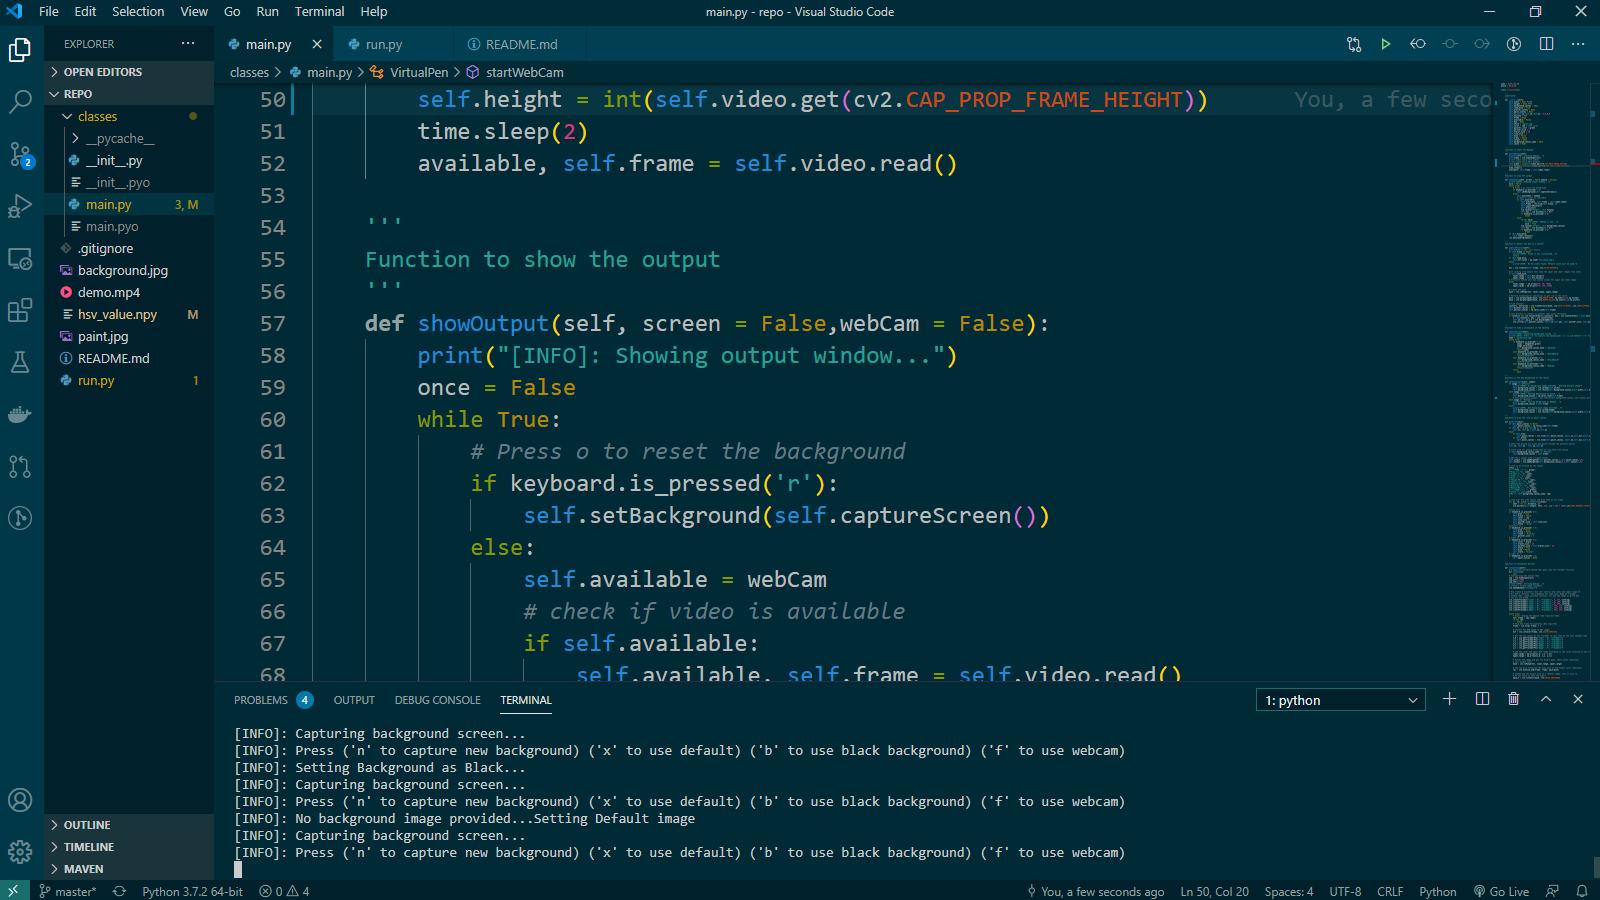 File Edit Selection View Go Run Terminal Help
main.py - repo - Visual Studio Code
EXPLORER
main.py
run.py
README.md
OPEN EDITORS
classes > main.py > VirtualPen > startWebCam
REPO
classes
__pycache__
__init__.py
__init__.pyo
main.py 3, M
main.pyo
.gitignore
background.jpg
demo.mp4
hsv_value.npy M
paint.jpg
README.md
run.py 1
2
OUTLINE
TIMELINE
MAVEN
50 self.height = int(self.video.get(cv2.CAP_PROP_FRAME_HEIGHT)) You, a few seco
51 time.sleep(2)
52 available, self.frame = self.video.read()
53
54 '''
55 Function to show the output
56 '''
57 def showOutput(self, screen = False,webCam = False):
58 print("[INFO]: Showing output window...")
59 once = False
60 while True:
61 # Press o to reset the background
62 if keyboard.is_pressed('r'):
63 self.setBackground(self.captureScreen())
64 else:
65 self.available = webCam
66 # check if video is available
67 if self.available:
68 self.available, self.frame = self.video.read()
PROBLEMS 4 OUTPUT DEBUG CONSOLE TERMINAL
1: python
[INFO]: Capturing background screen...
[INFO]: Press ('n' to capture new background) ('x' to use default) ('b' to use black background) ('f' to use webcam)
[INFO]: Setting Background as Black...
[INFO]: Capturing background screen...
[INFO]: Press ('n' to capture new background) ('x' to use default) ('b' to use black background) ('f' to use webcam)
[INFO]: No background image provided...Setting Default image
[INFO]: Capturing background screen...
[INFO]: Press ('n' to capture new background) ('x' to use default) ('b' to use black background) ('f' to use webcam)
master* Python 3.7.2 64-bit 0 4 You, a few seconds ago Ln 50, Col 20 Spaces: 4 UTF-8 CRLF Python Go Live